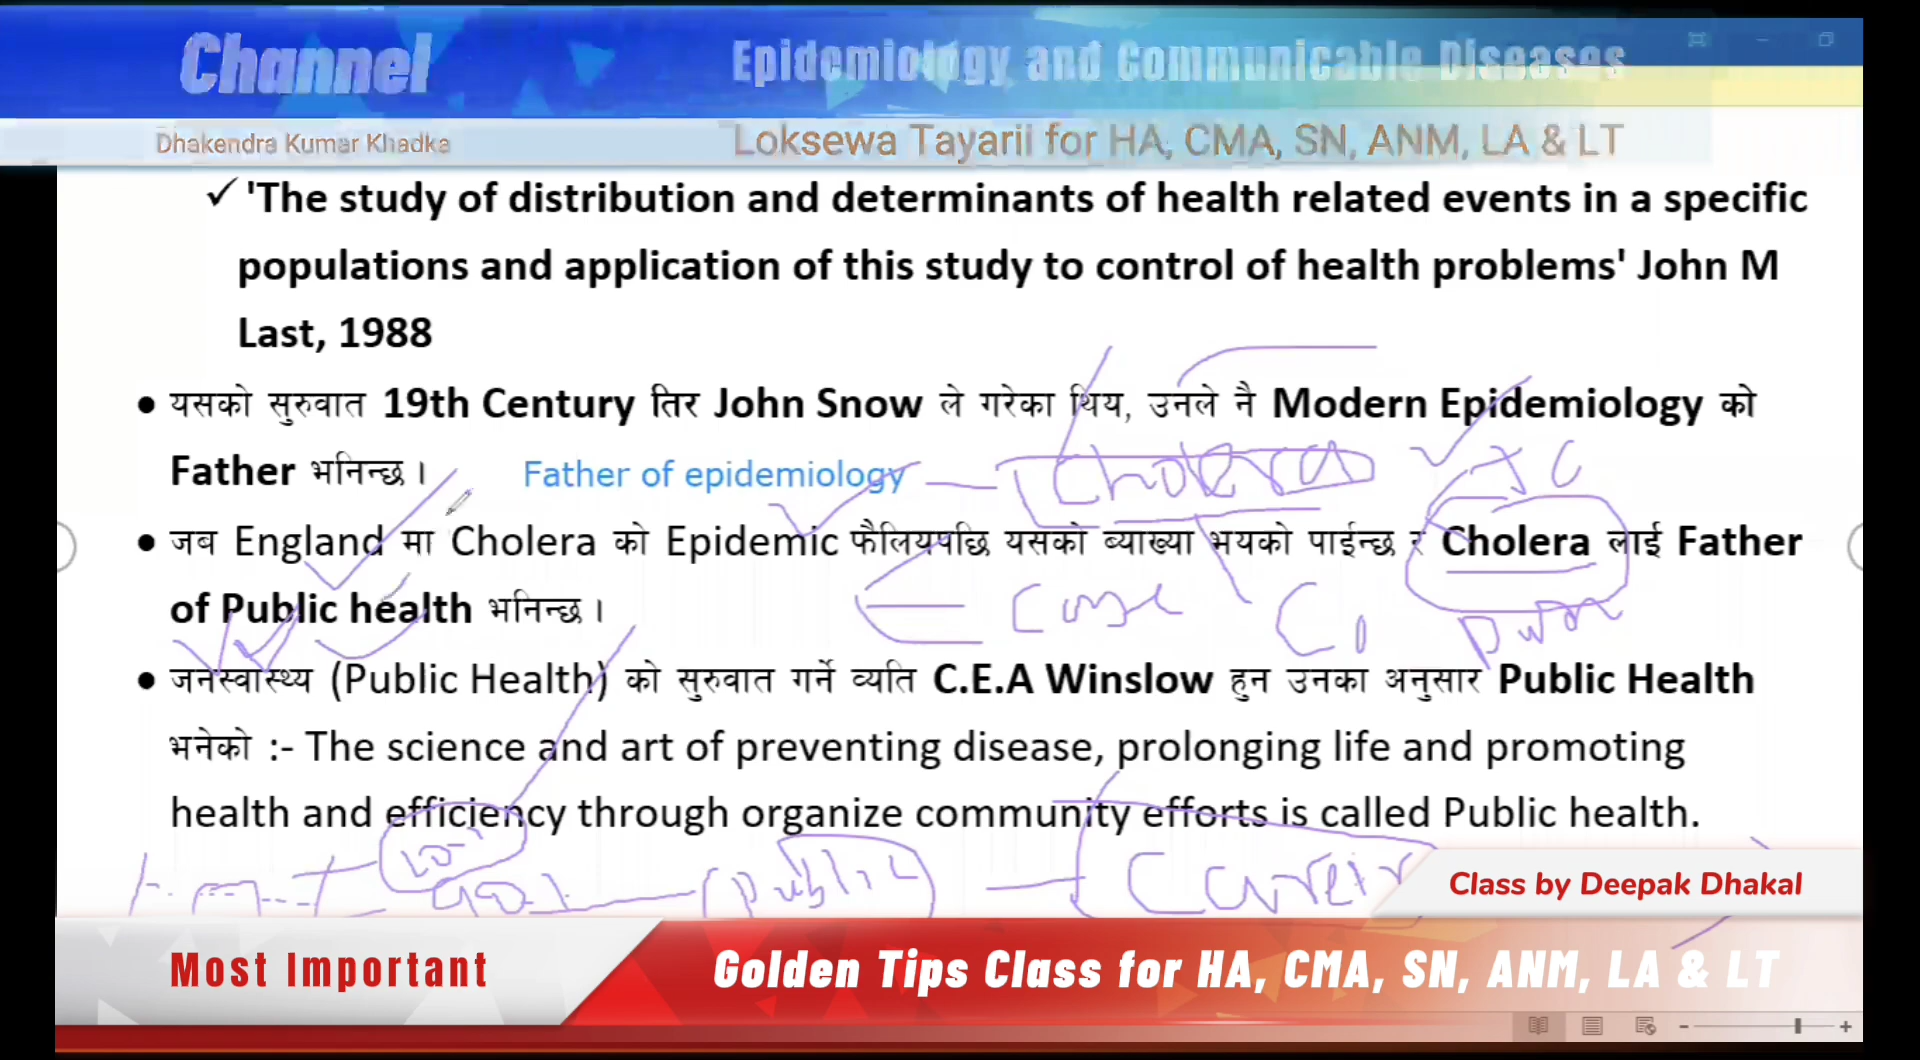 Channel
Epidemiology and Communicable Diseases
Dhakendra Kumar Khadka
Loksewa Tayarii for HA, CMA, SN, ANM, LA & LT
✓ 'The study of distribution and determinants of health related events in a specific
populations and application of this study to control of health problems' John M
Last, 1988
• यसको सुरुवात 19th Century तिर John Snow ले गरेका थिय, उनले नै Modern Epidemiology को
Father भनिन्छ। Father of epidemiology
Cholera
• जब England मा Cholera को Epidemic फैलियपछि यसको ब्याख्या भयको पाईन्छ र Cholera लाई Father
of Public health भनिन्छ।
• जनस्वास्थ्य (Public Health) को सुरुवात गर्ने व्यति C.E.A Winslow हुन उनका अनुसार Public Health
भनेको :- The science and art of preventing disease, prolonging life and promoting
health and efficiency through organize community efforts is called Public health.
Public
Class by Deepak Dhakal
Most Important
Golden Tips Class for HA, CMA, SN, ANM, LA & LT